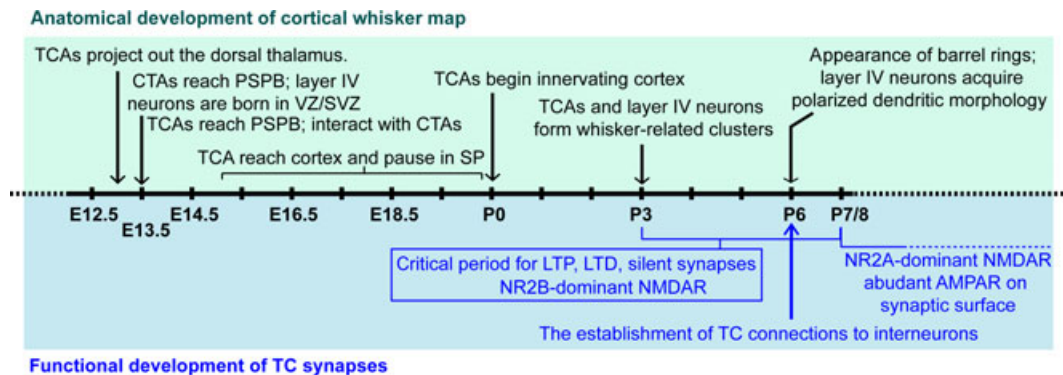 Anatomical development of cortical whisker map
TCAs project out the dorsal thalamus.
CTAs reach PSPB; layer IV
neurons are born in VZ/SVZ
TCAs reach PSPB; interact with CTAs
TCA reach cortex and pause in SP
TCAs begin innervating cortex
TCAs and layer IV neurons
form whisker-related clusters
Appearance of barrel rings;
layer IV neurons acquire
polarized dendritic morphology
E12.5
E13.5
E14.5
E16.5
E18.5
P0
P3
P6
P7/8
Critical period for LTP, LTD, silent synapses
NR2B-dominant NMDAR
NR2A-dominant NMDAR
abudant AMPAR on
synaptic surface
The establishment of TC connections to interneurons
Functional development of TC synapses